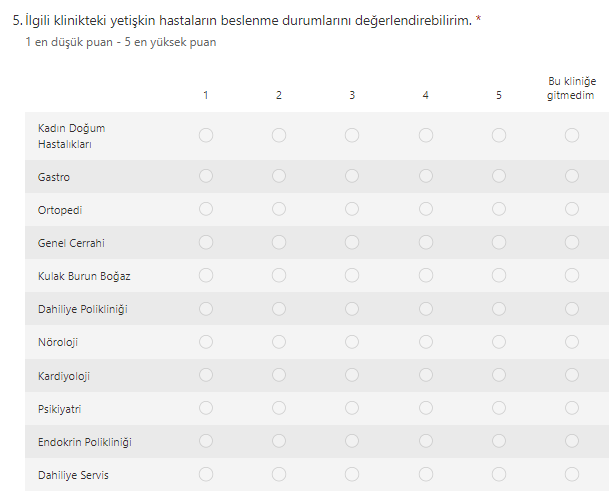 5. İlgili klinikteki yetişkin hastaların beslenme durumlarını değerlendirebilirim. *
1 en düşük puan - 5 en yüksek puan
1 2 3 4 5 Bu kliniğe gitmedim
Kadın Doğum
Hastalıkları
Gastro
Ortopedi
Genel Cerrahi
Kulak Burun Boğaz
Dahiliye Polikliniği
Nöroloji
Kardiyoloji
Psikiyatri
Endokrin Polikliniği
Dahiliye Servis